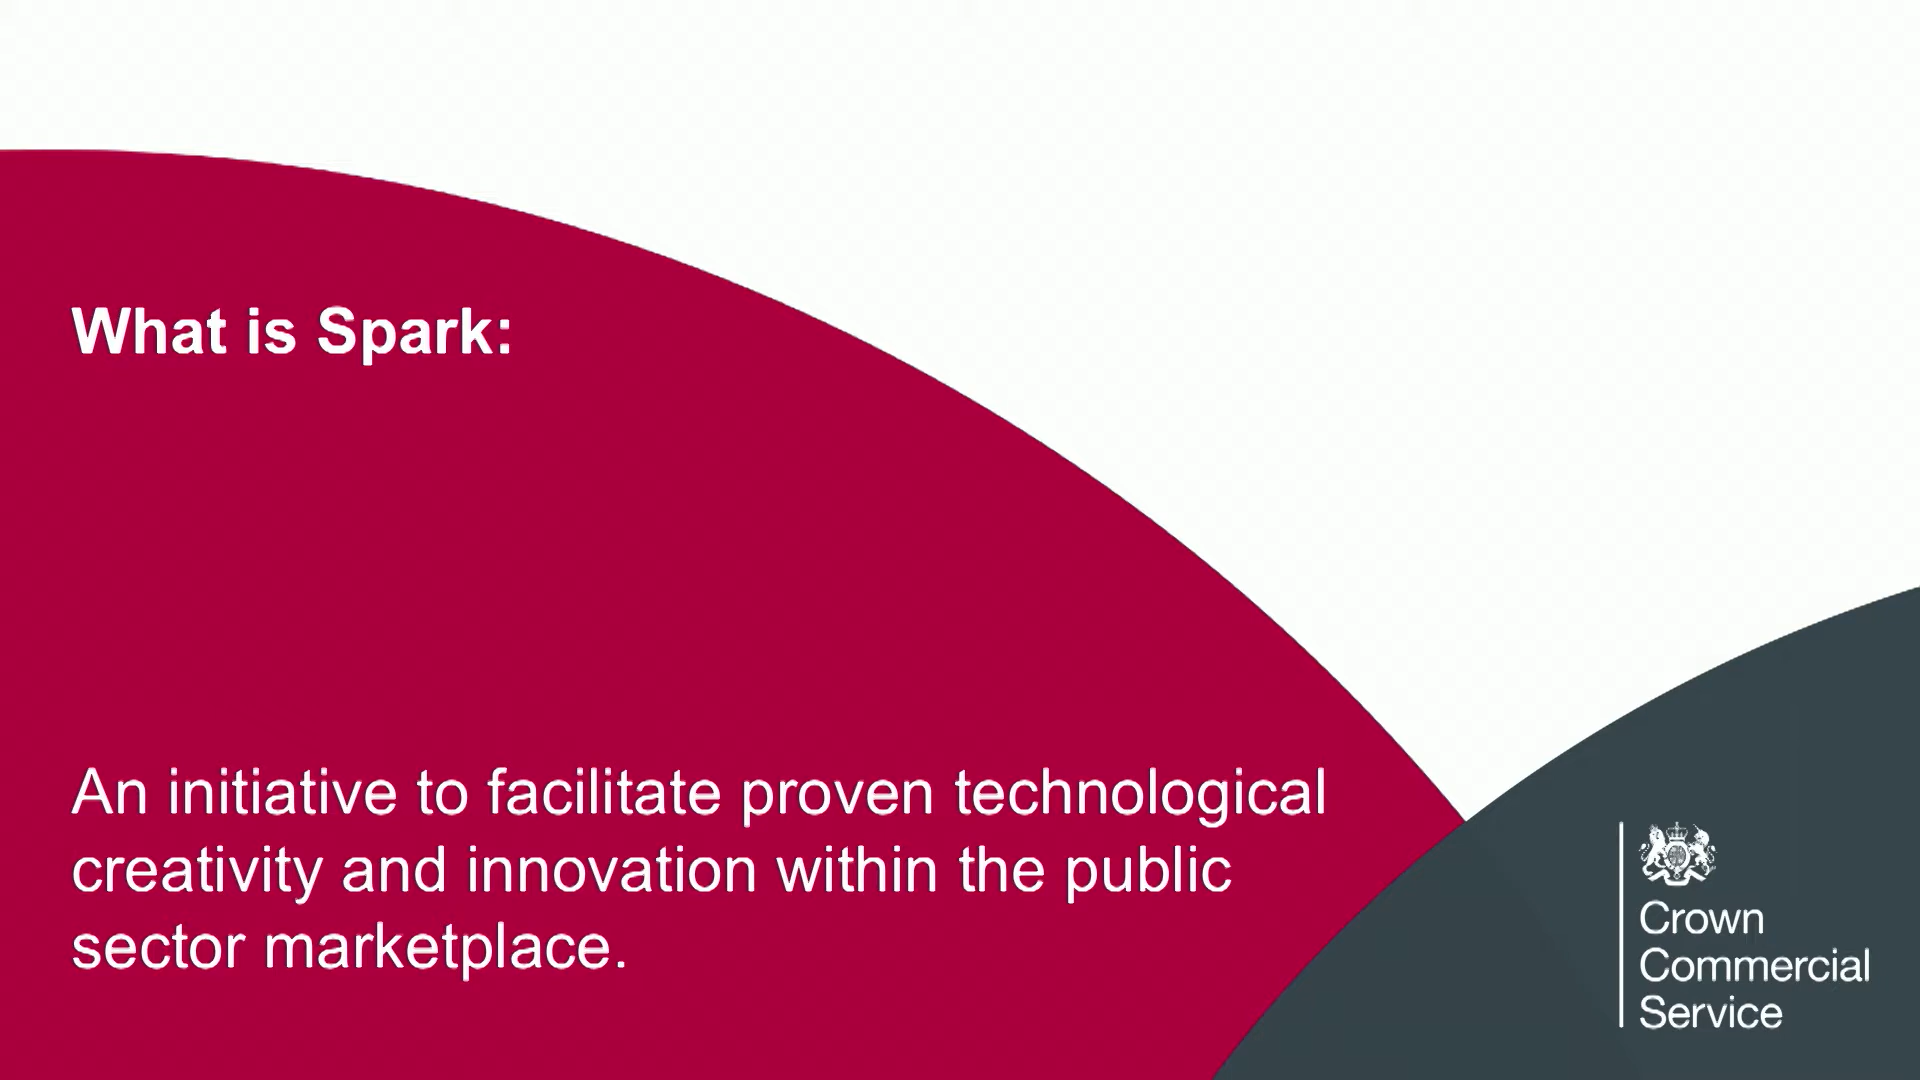 What is Spark:
An initiative to facilitate proven technological
creativity and innovation within the public
sector marketplace.
Crown
Commercial
Service